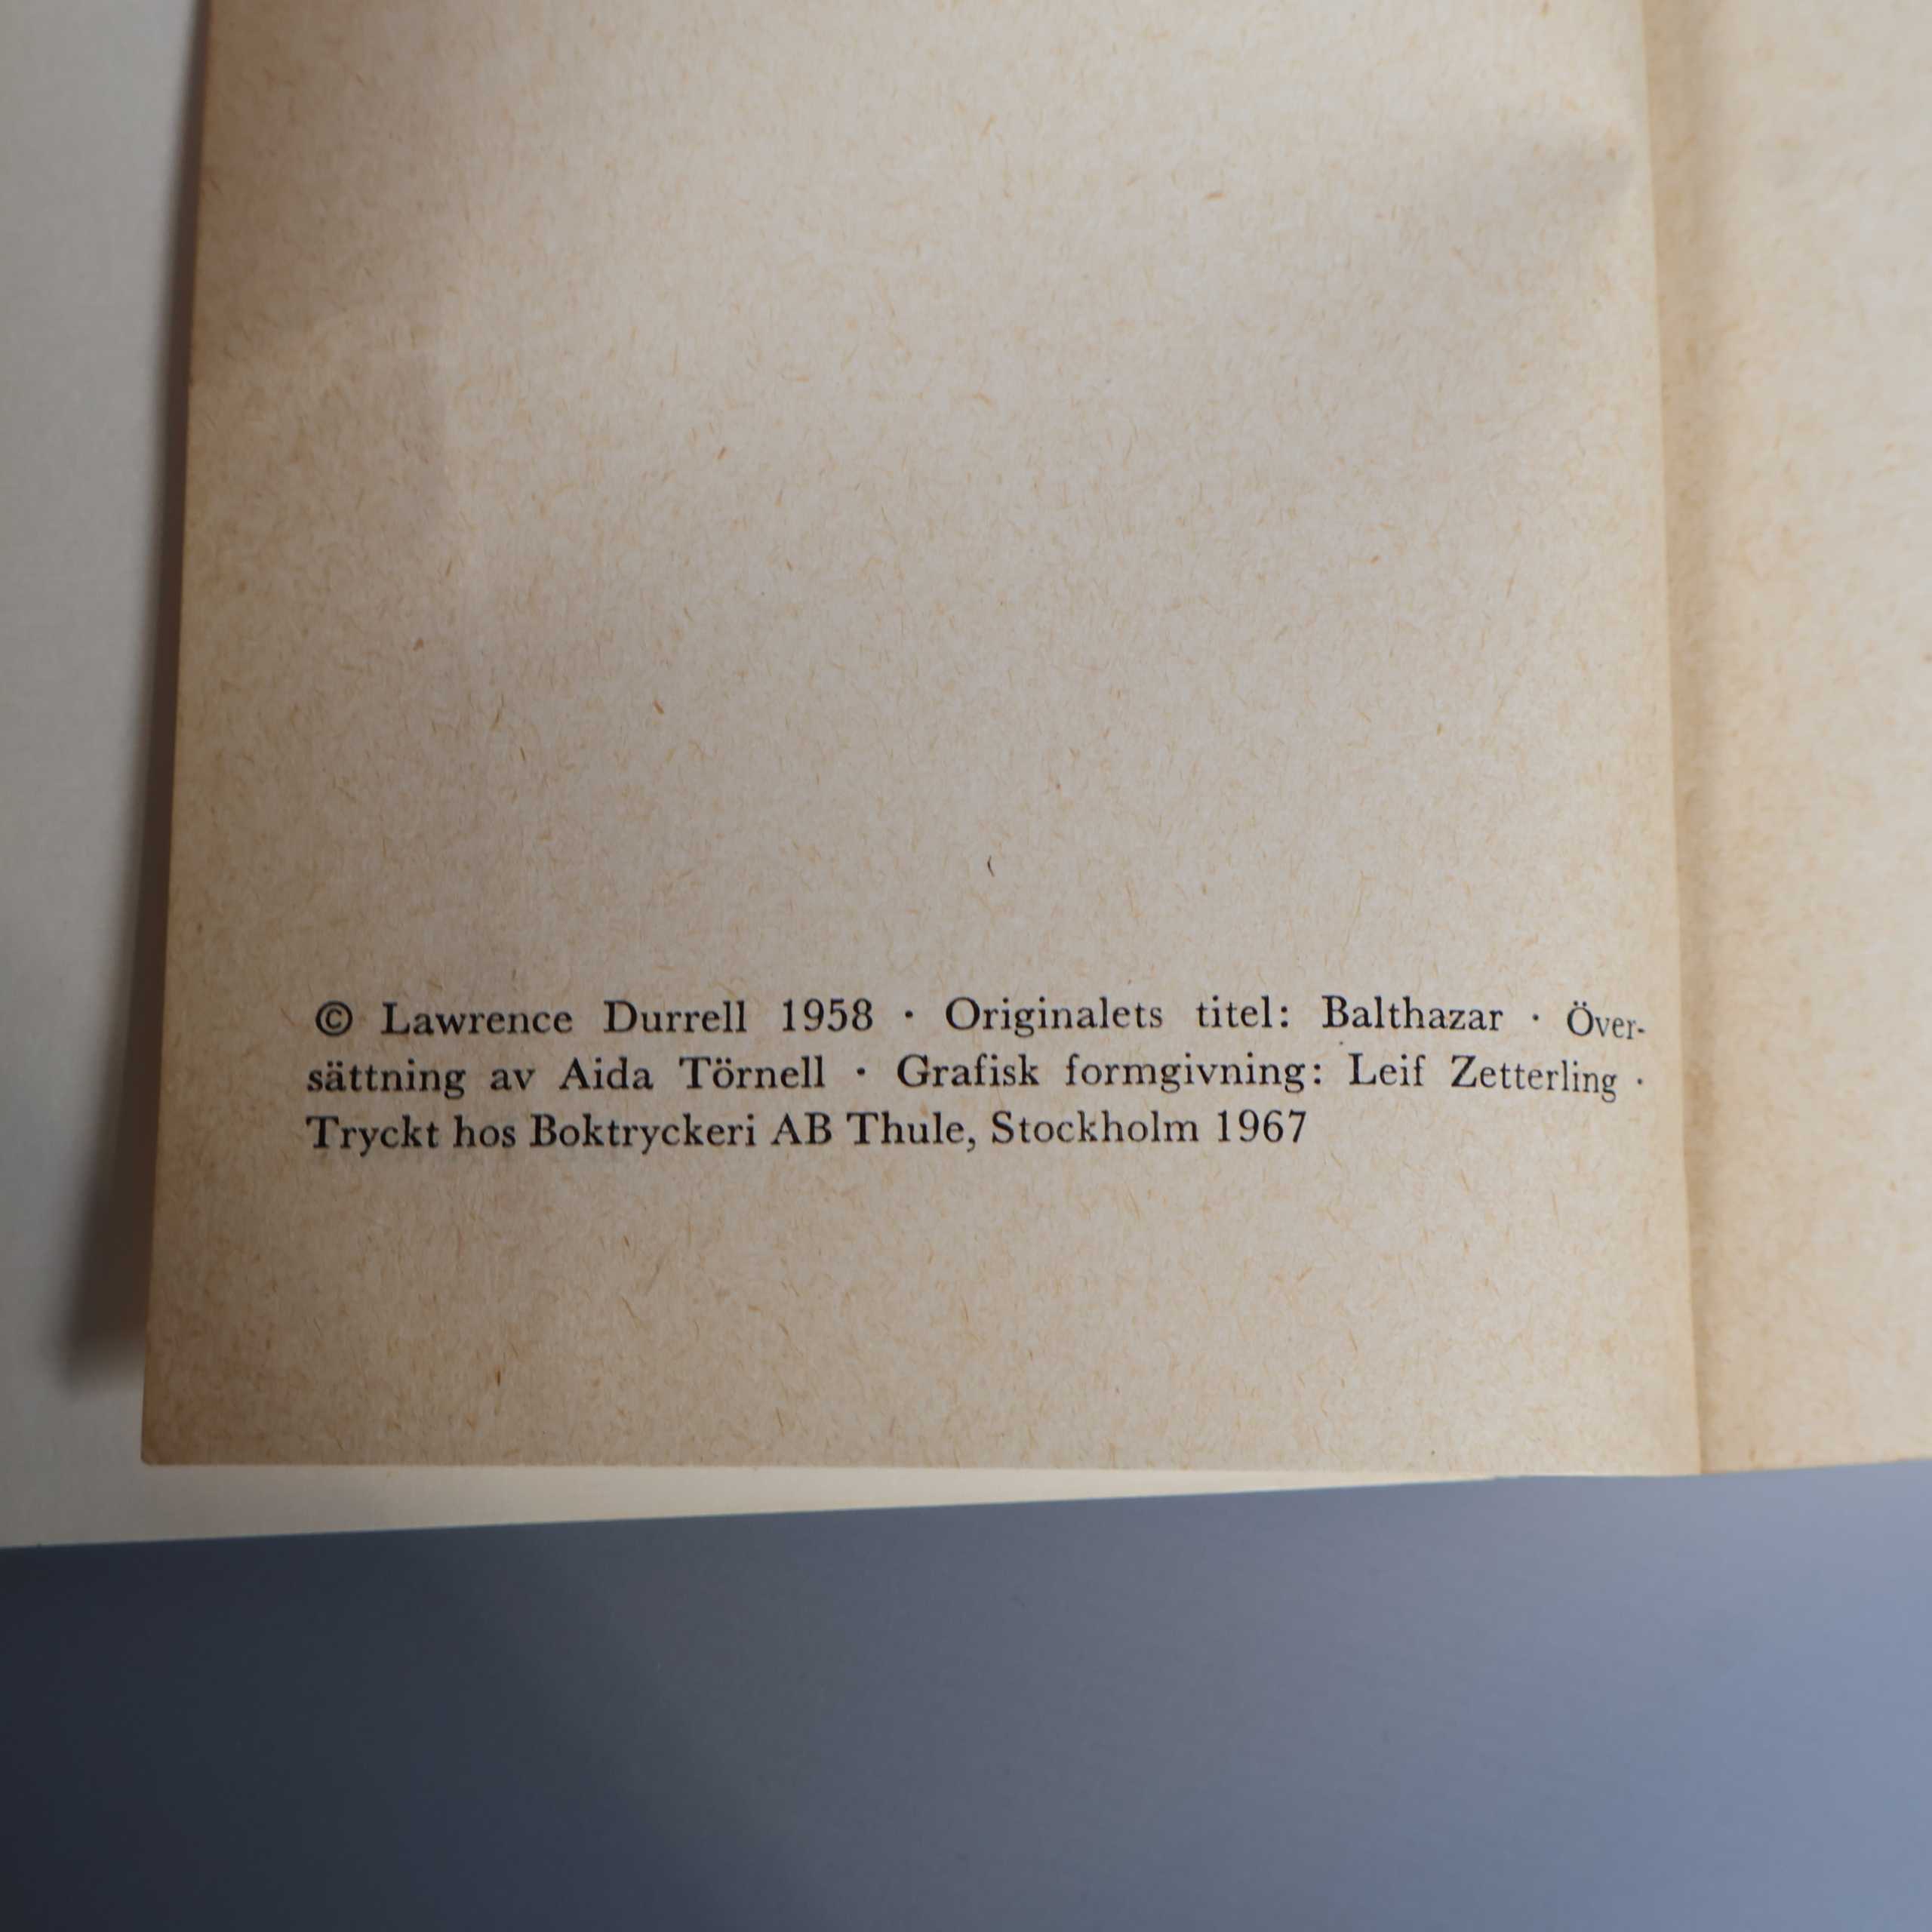 © Lawrence Durrell 1958 · Originalets titel: Balthazar · Över-
sättning av Aida Törnell · Grafisk formgivning: Leif Zetterling ·
Tryckt hos Boktryckeri AB Thule, Stockholm 1967